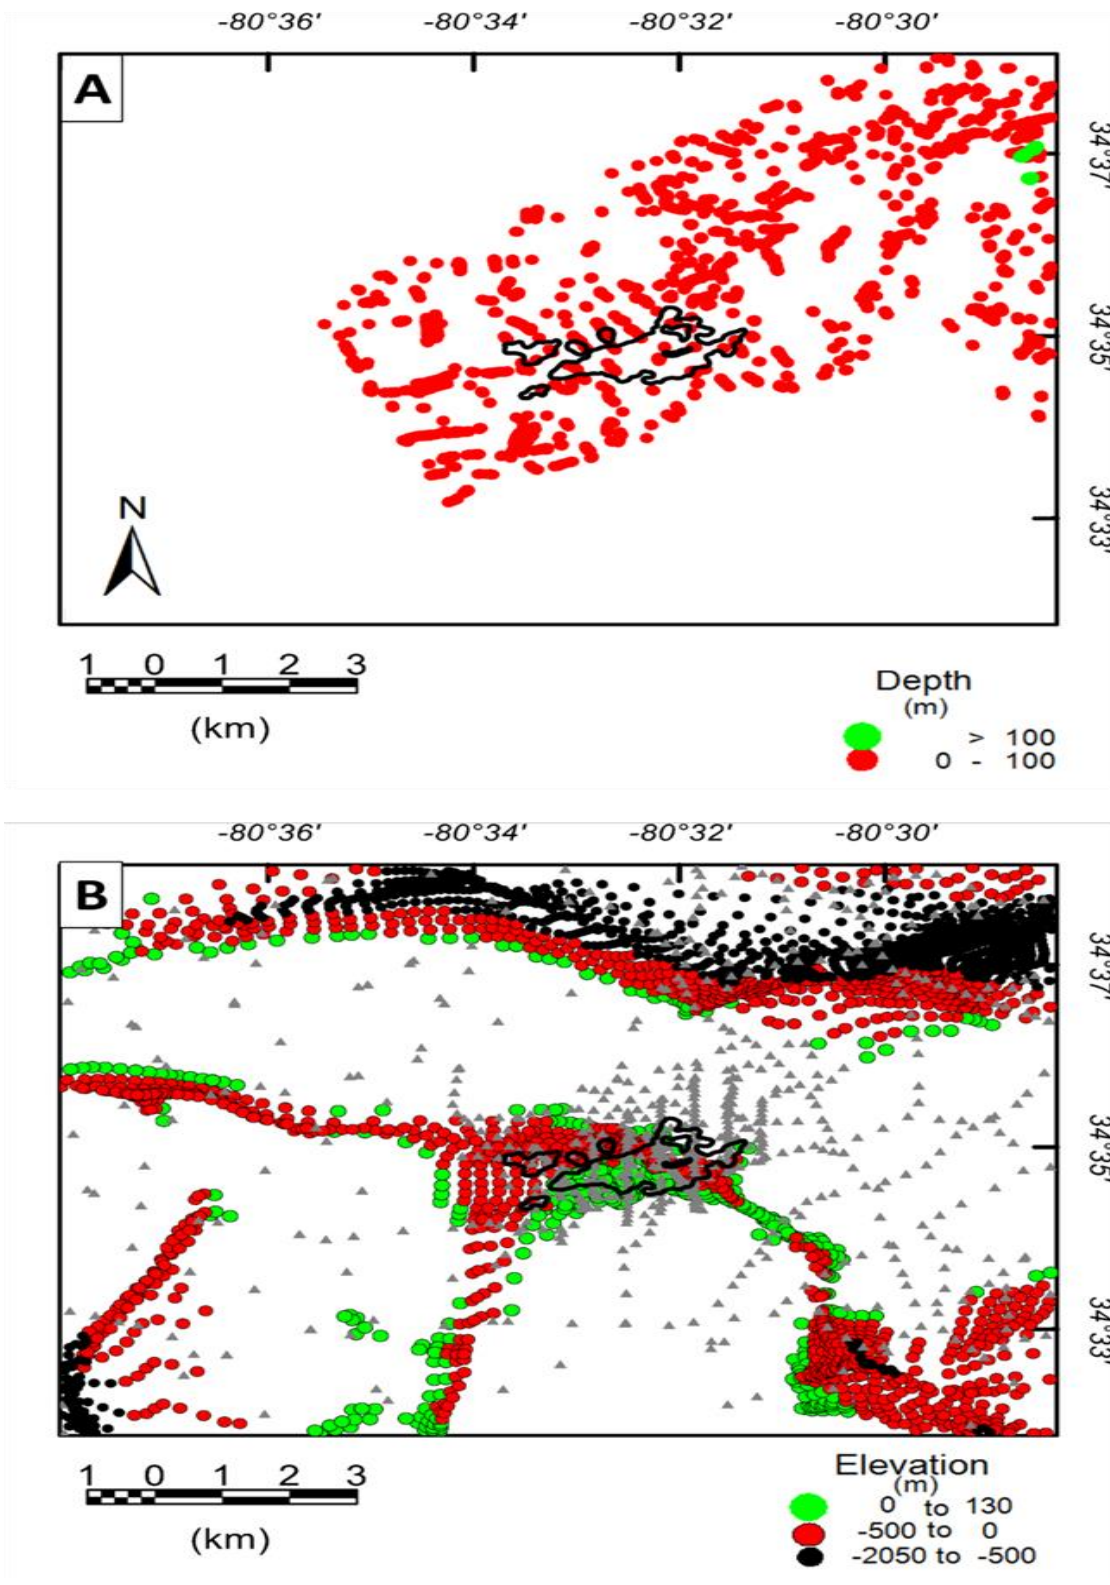 -80°36' -80°34' -80°32' -80°30'
A
34°37'
34°35'
34°33'
N
1 0 1 2 3
(km)
Depth
(m)
> 100
0 - 100
-80°36' -80°34' -80°32' -80°30'
B
34°37'
34°35'
34°33'
1 0 1 2 3
(km)
Elevation
(m)
0 to 130
-500 to 0
-2050 to -500